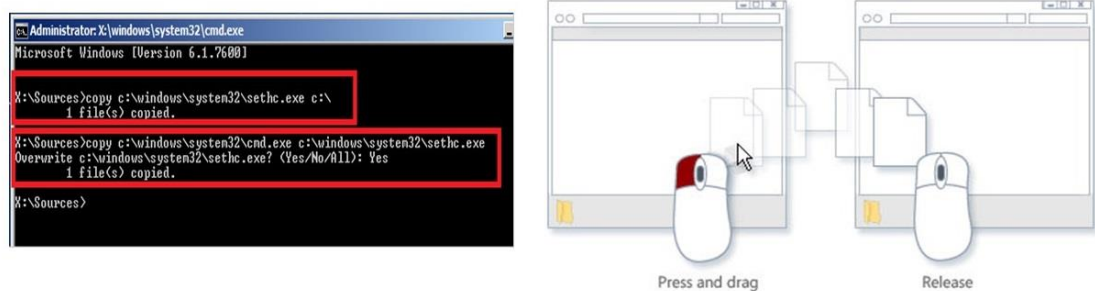 Administrator: X:\windows\system32\cmd.exe
Microsoft Windows [Version 6.1.7600]
X:\Sources>copy c:\windows\system32\sethc.exe c:\
1 file(s) copied.
X:\Sources>copy c:\windows\system32\cmd.exe c:\windows\system32\sethc.exe
Overwrite c:\windows\system32\sethc.exe? (Yes/No/All): Yes
1 file(s) copied.
X:\Sources>
Press and drag
Release